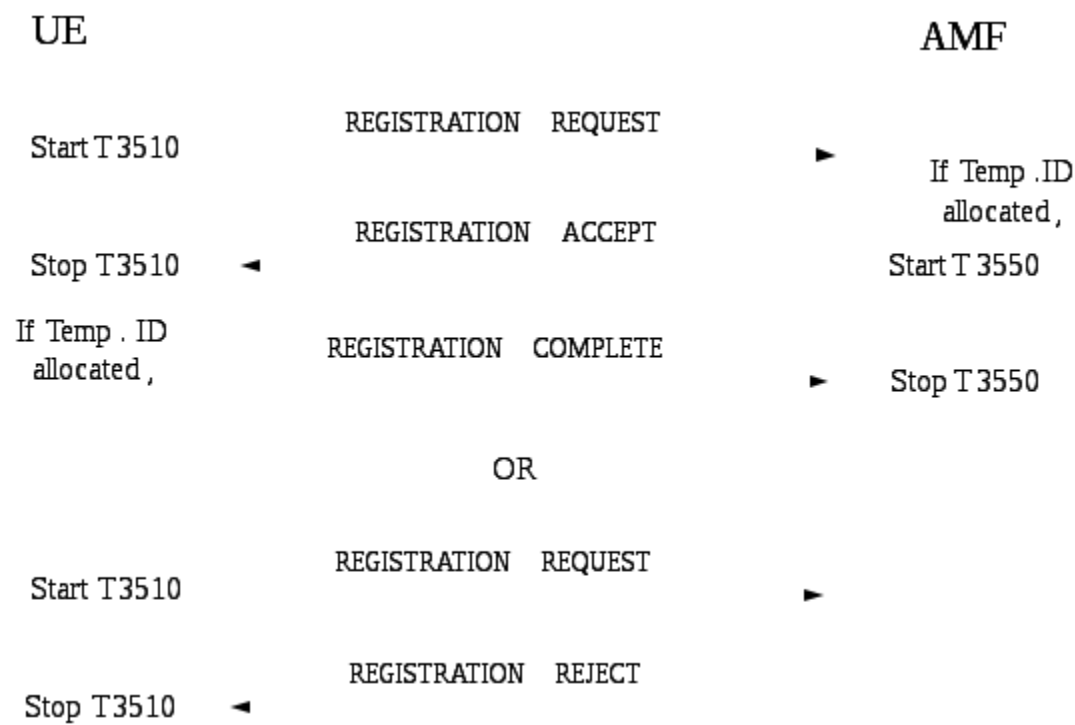 UE
AMF
REGISTRATION REQUEST
Start T3510
If Temp .ID
allocated ,
REGISTRATION ACCEPT
Stop T3510
Start T3550
If Temp . ID
allocated ,
REGISTRATION COMPLETE
Stop T3550
OR
REGISTRATION REQUEST
Start T3510
REGISTRATION REJECT
Stop T3510